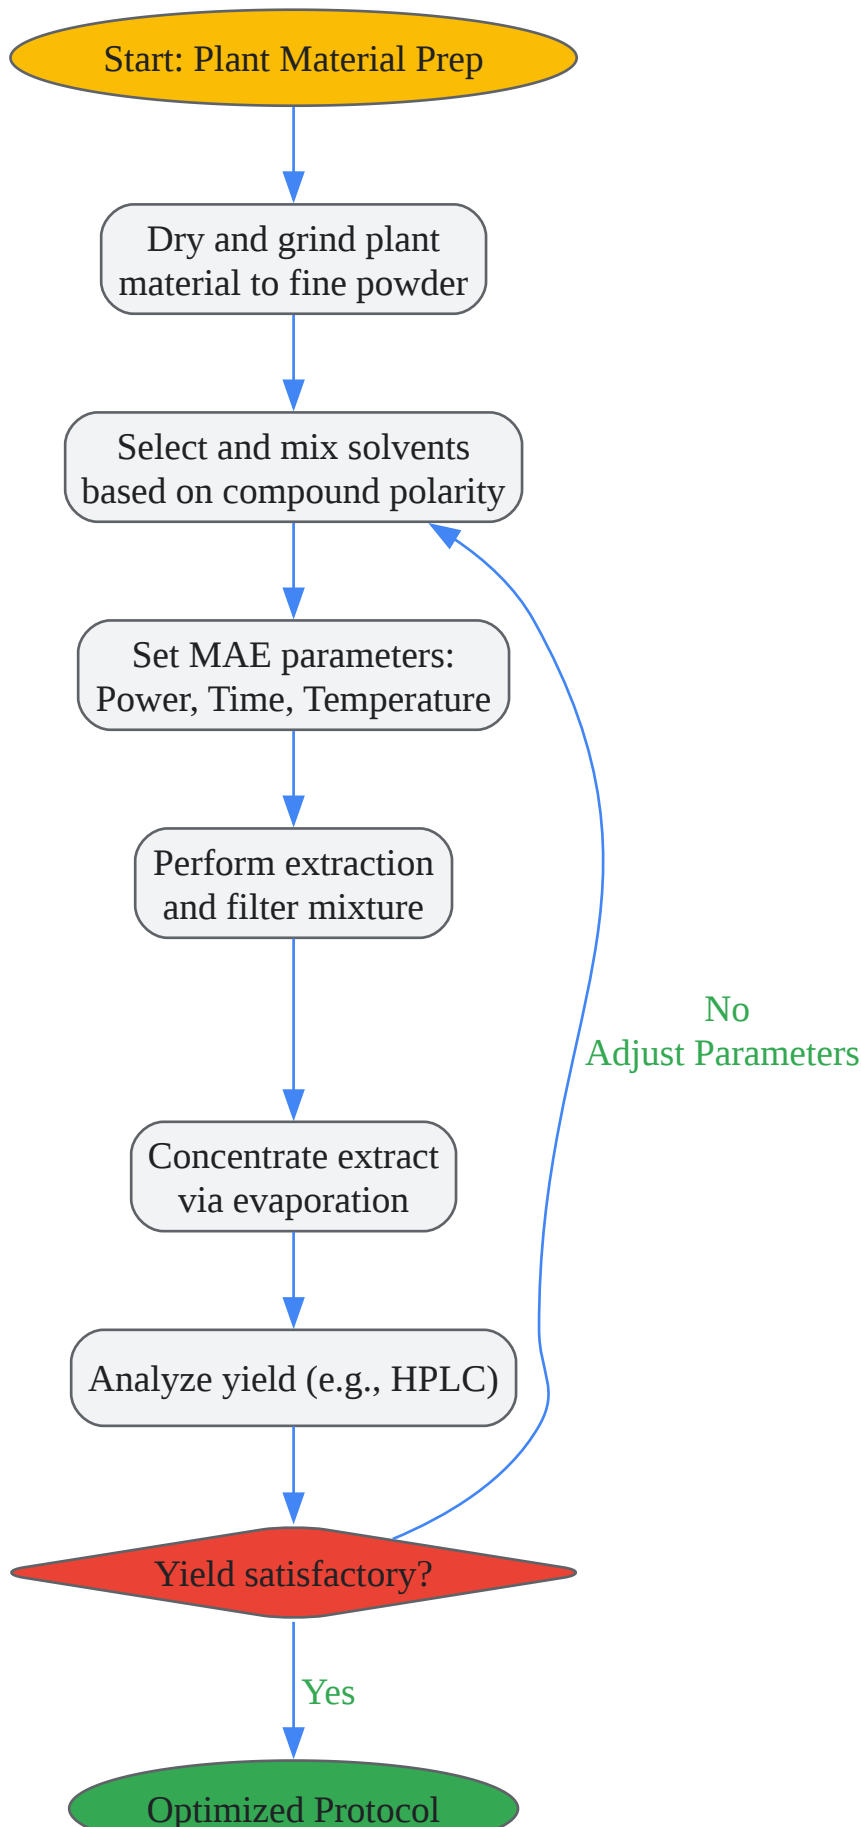 Start: Plant Material Prep
Dry and grind plant
material to fine powder
Select and mix solvents
based on compound polarity
Set MAE parameters:
Power, Time, Temperature
Perform extraction
and filter mixture
No
Adjust Parameters
Concentrate extract
via evaporation
Analyze yield (e.g., HPLC)
Yield satisfactory?
Yes
Optimized Protocol